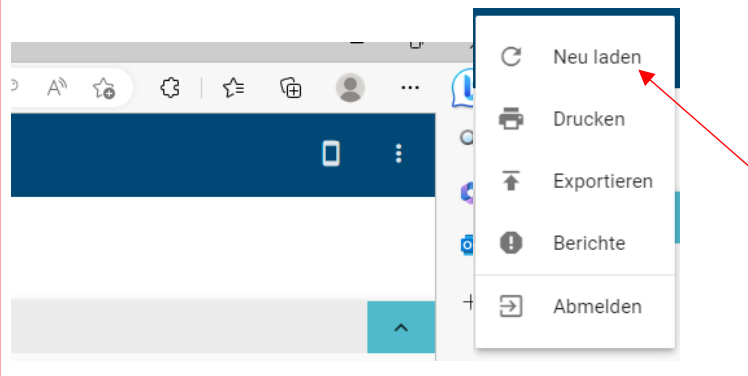 Neu laden
Drucken
Exportieren
Berichte
Abmelden